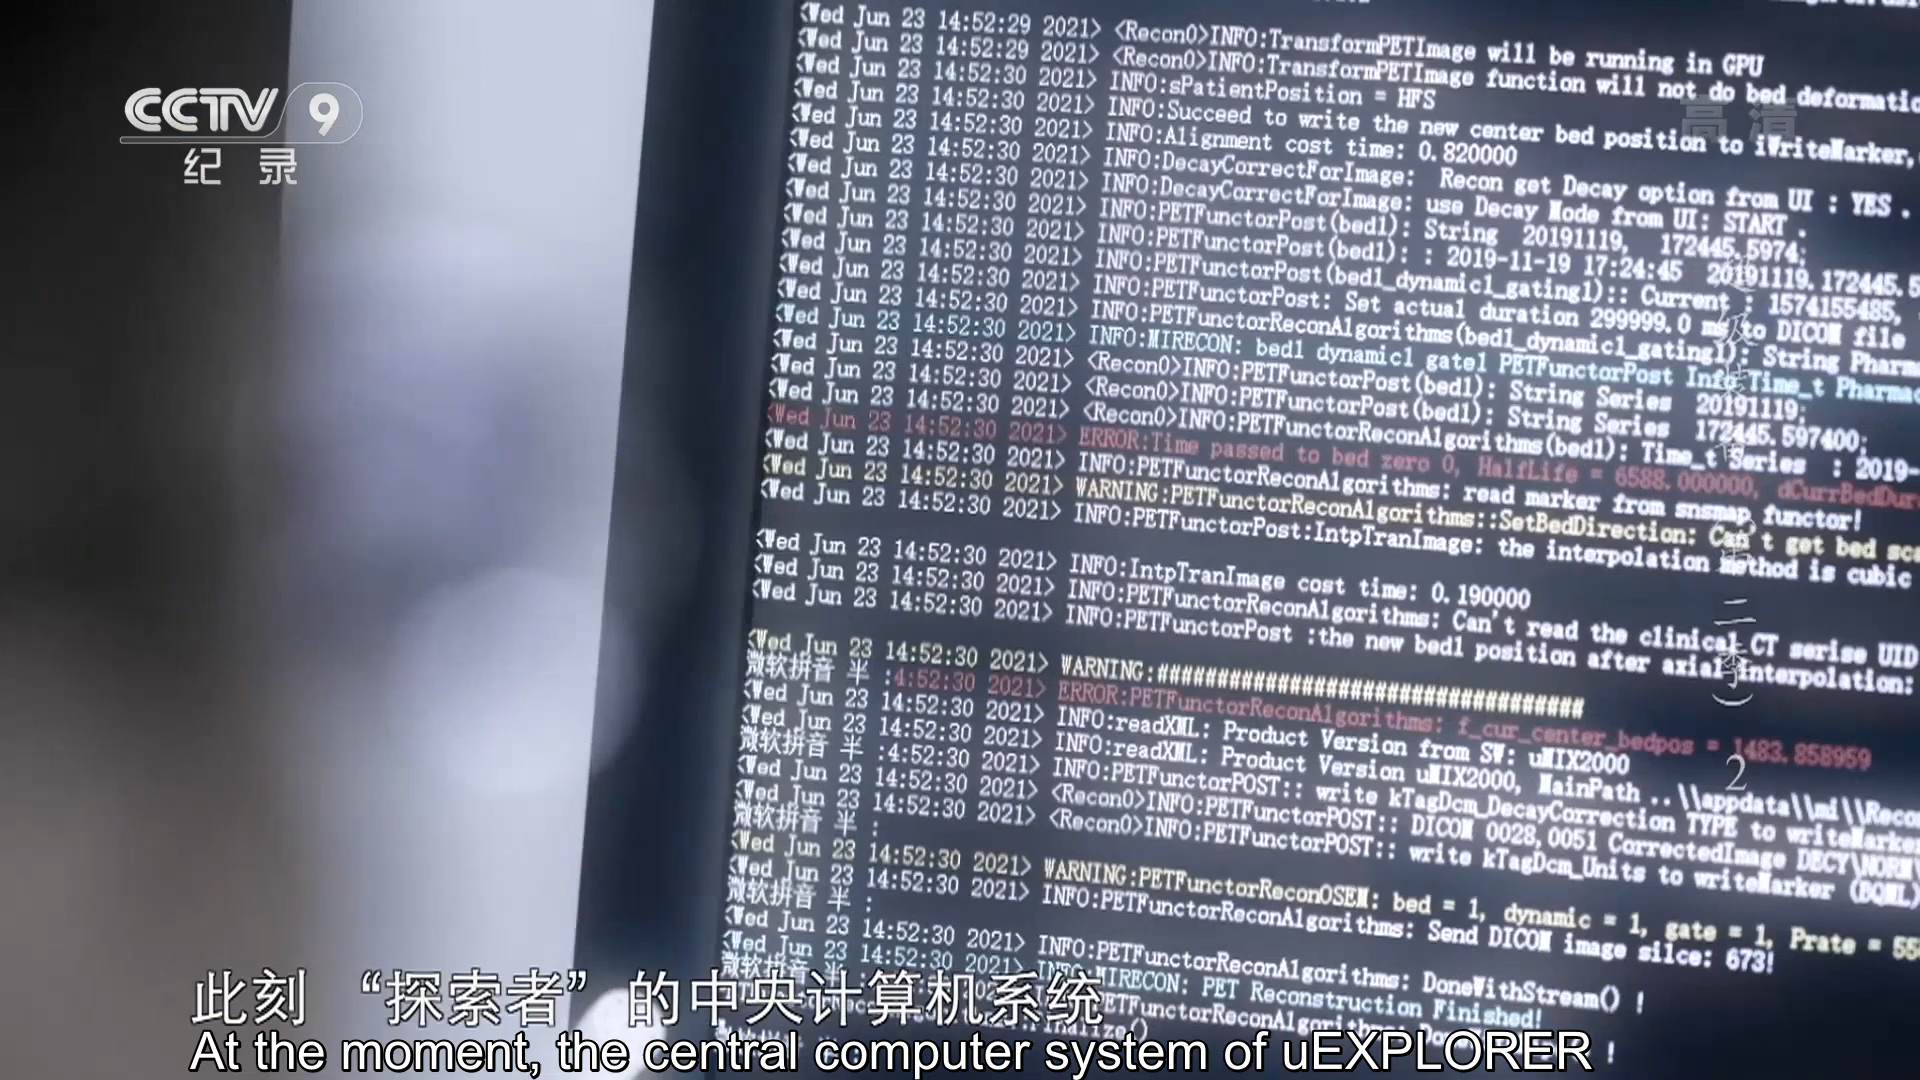 CCTV 9
纪 录
高 清
<Wed Jun 23 14:52:29 2021> <Recon0>INFO:TransformPETImage will be running in GPU
<Wed Jun 23 14:52:29 2021> <Recon0>INFO:TransformPETImage function will not do bed
<Wed Jun 23 14:52:30 2021> INFO:sPatientPosition = HFS
<Wed Jun 23 14:52:30 2021> INFO:Succeed to write the new center bed position to iWriteMarker,
<Wed Jun 23 14:52:30 2021> INFO:Alignment cost time: 0.820000
<Wed Jun 23 14:52:30 2021> INFO:DecayCorrectForImage: Recon get Decay option from UI : YES .
<Wed Jun 23 14:52:30 2021> INFO:DecayCorrectForImage: use Decay Mode from UI: START .
<Wed Jun 23 14:52:30 2021> INFO:PETFunctorPost(bed1): String 20191119, 172445.5974;
<Wed Jun 23 14:52:30 2021> INFO:PETFunctorPost(bed1): : 2019-11-19 17:24:45 20191119.172445.5
<Wed Jun 23 14:52:30 2021> INFO:PETFunctorPost(bed1_dynamic1_gating1):: Current : 1574155485,
<Wed Jun 23 14:52:30 2021> INFO:PETFunctorPost: Set actual duration 299999.0 ms to DICOM file
<Wed Jun 23 14:52:30 2021> INFO:PETFunctorReconAlgorithms(bed1_dynamic1_gating1): String
<Wed Jun 23 14:52:30 2021> INFO:MIRECON: bed1 dynamic1 gate1 PETFunctorPost Info Time_t
<Wed Jun 23 14:52:30 2021> <Recon0>INFO:PETFunctorPost(bed1): String Series 20191119;
<Wed Jun 23 14:52:30 2021> <Recon0>INFO:PETFunctorPost(bed1): String Series 172445.597400;
<Wed Jun 23 14:52:30 2021> <Recon0>INFO:PETFunctorReconAlgorithms(bed1): Time_t Series : 2019-
<Wed Jun 23 14:52:30 2021> ERROR:Time passed to bed zero 0, HalfLife = 6588.000000,
<Wed Jun 23 14:52:30 2021> INFO:PETFunctorReconAlgorithms: read marker from snsmap functor!
<Wed Jun 23 14:52:30 2021> WARNING:PETFunctorReconAlgorithms::SetBedDirection: Can't get bed
<Wed Jun 23 14:52:30 2021> INFO:PETFunctorPost:IntpTranImage: the interpolation method is cubic
<Wed Jun 23 14:52:30 2021> INFO:IntpTranImage cost time: 0.190000
<Wed Jun 23 14:52:30 2021> INFO:PETFunctorReconAlgorithms: Can't read the clinical CT serise UID
<Wed Jun 23 14:52:30 2021> INFO:PETFunctorPost :the new bed1 position after axial interpolation:
<Wed Jun 23 14:52:30 2021> WARNING:###################################
微软拼音 半 :4:52:30 2021> ERROR:PETFunctorReconAlgorithms: f_cur_center_bedpos = 1483.858959
<Wed Jun 23 14:52:30 2021> INFO:readXML: Product Version from SW: uMIX2000
<Wed Jun 23 14:52:30 2021> INFO:readXML: Product Version uMIX2000, MainPath ..\\appdata\\mi\\Recon
微软拼音 半 :4:52:30 2021> INFO:PETFunctorPOST:: write kTagDcm_DecayCorrection TYPE to writeMarker
<Wed Jun 23 14:52:30 2021> <Recon0>INFO:PETFunctorPOST:: DICOM 0028,0051 CorrectedImage DECY\NORM\
<Wed Jun 23 14:52:30 2021> <Recon0>INFO:PETFunctorPOST:: write kTagDcm_Units to writeMarker (BQML)
微软拼音 半 :
<Wed Jun 23 14:52:30 2021> WARNING:PETFunctorReconOSEM: bed = 1, dynamic = 1, gate = 1, Prate =
<Wed Jun 23 14:52:30 2021> INFO:PETFunctorReconAlgorithms: Send DICOM image silce: 673!
微软拼音 半 :
<Wed Jun 23 14:52:30 2021> INFO:PETFunctorReconAlgorithms: DoneWithStream() !
<Wed Jun 23 14:52:30 2021> INFO:MIRECON: PET Reconstruction Finished!
此刻 “探索者” 的中央计算机系统
At the moment, the central computer system of uEXPLORER